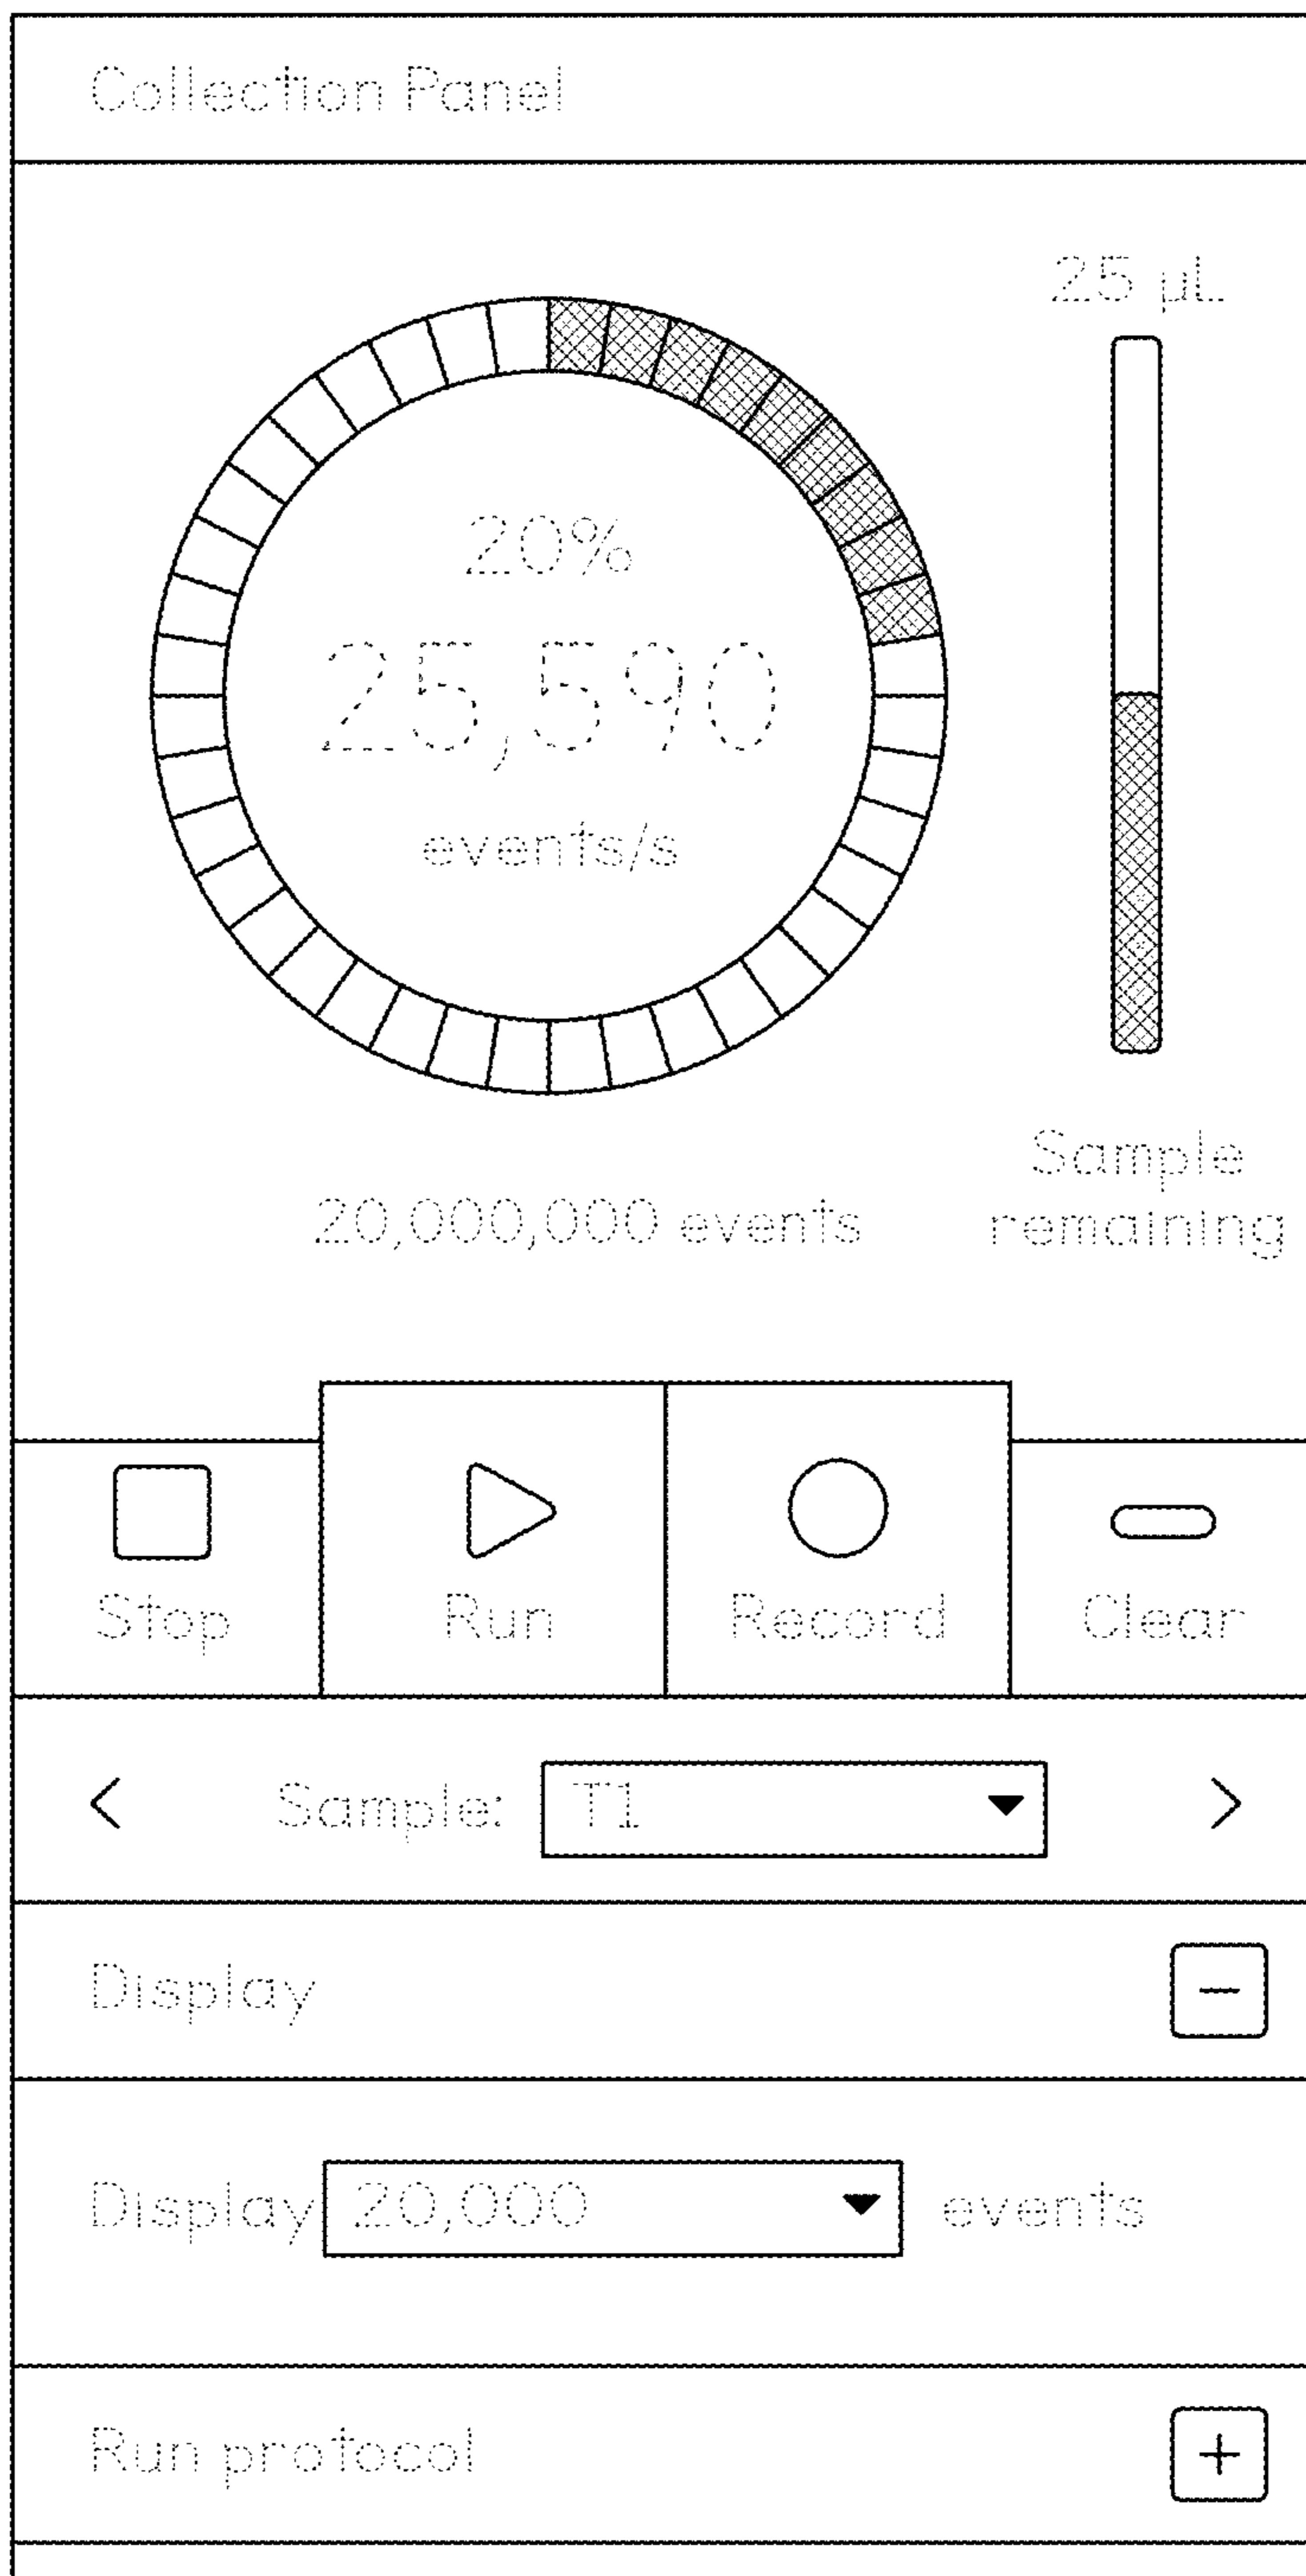 Collection Panel
25 µL
20%
25,590
events/s
20,000,000 events
Sample
remaining
Stop Run Record Clear
< Sample: T1 >
Display −
Display 20,000 events
Run protocol +